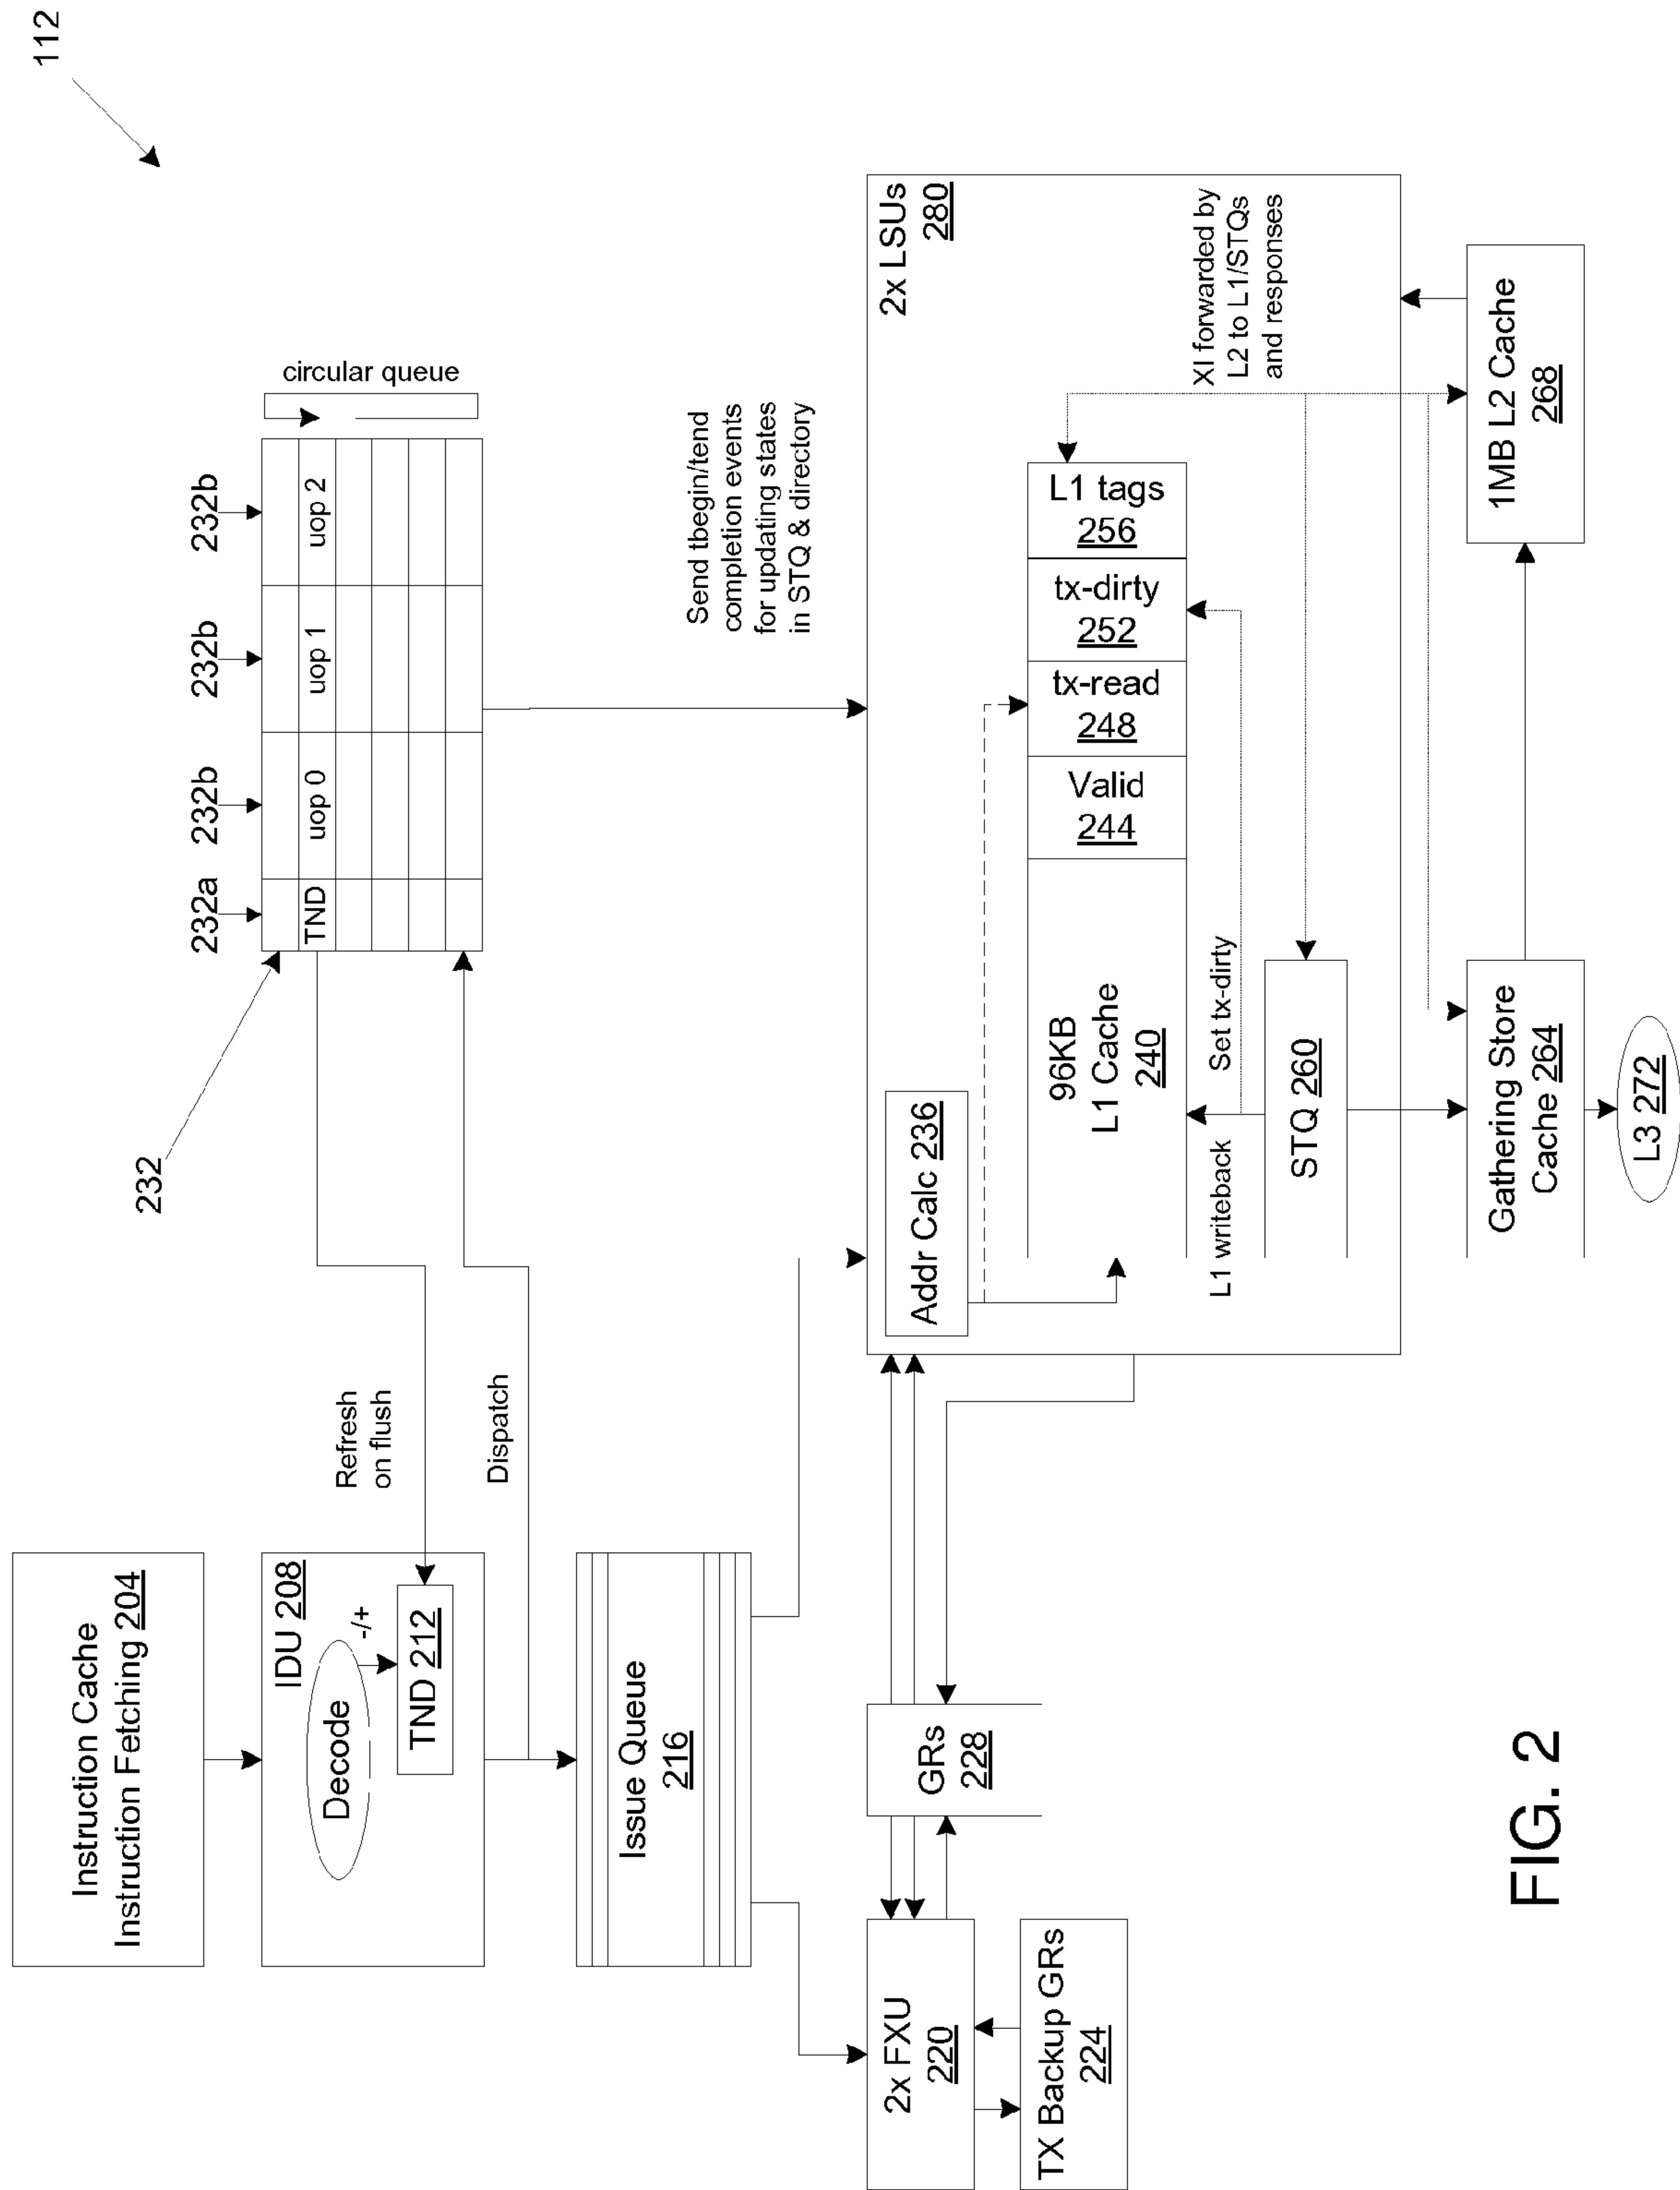 112
Instruction Cache
Instruction Fetching 204
IDU 208
Decode
-/+
TND 212
Refresh
on flush
Dispatch
232
232a
232b
232b
232b
TND
uop 0
uop 1
uop 2
circular queue
Issue Queue
216
Send tbegin/tend
completion events
for updating states
in STQ & directory
2x FXU
220
TX Backup GRs
224
GRs
228
2x LSUs
280
Addr Calc 236
96KB
L1 Cache
240
Valid
244
tx-read
248
tx-dirty
252
L1 tags
256
XI forwarded by
L2 to L1/STQs
and responses
L1 writeback
Set tx-dirty
STQ 260
Gathering Store
Cache 264
1MB L2 Cache
268
L3 272
FIG. 2